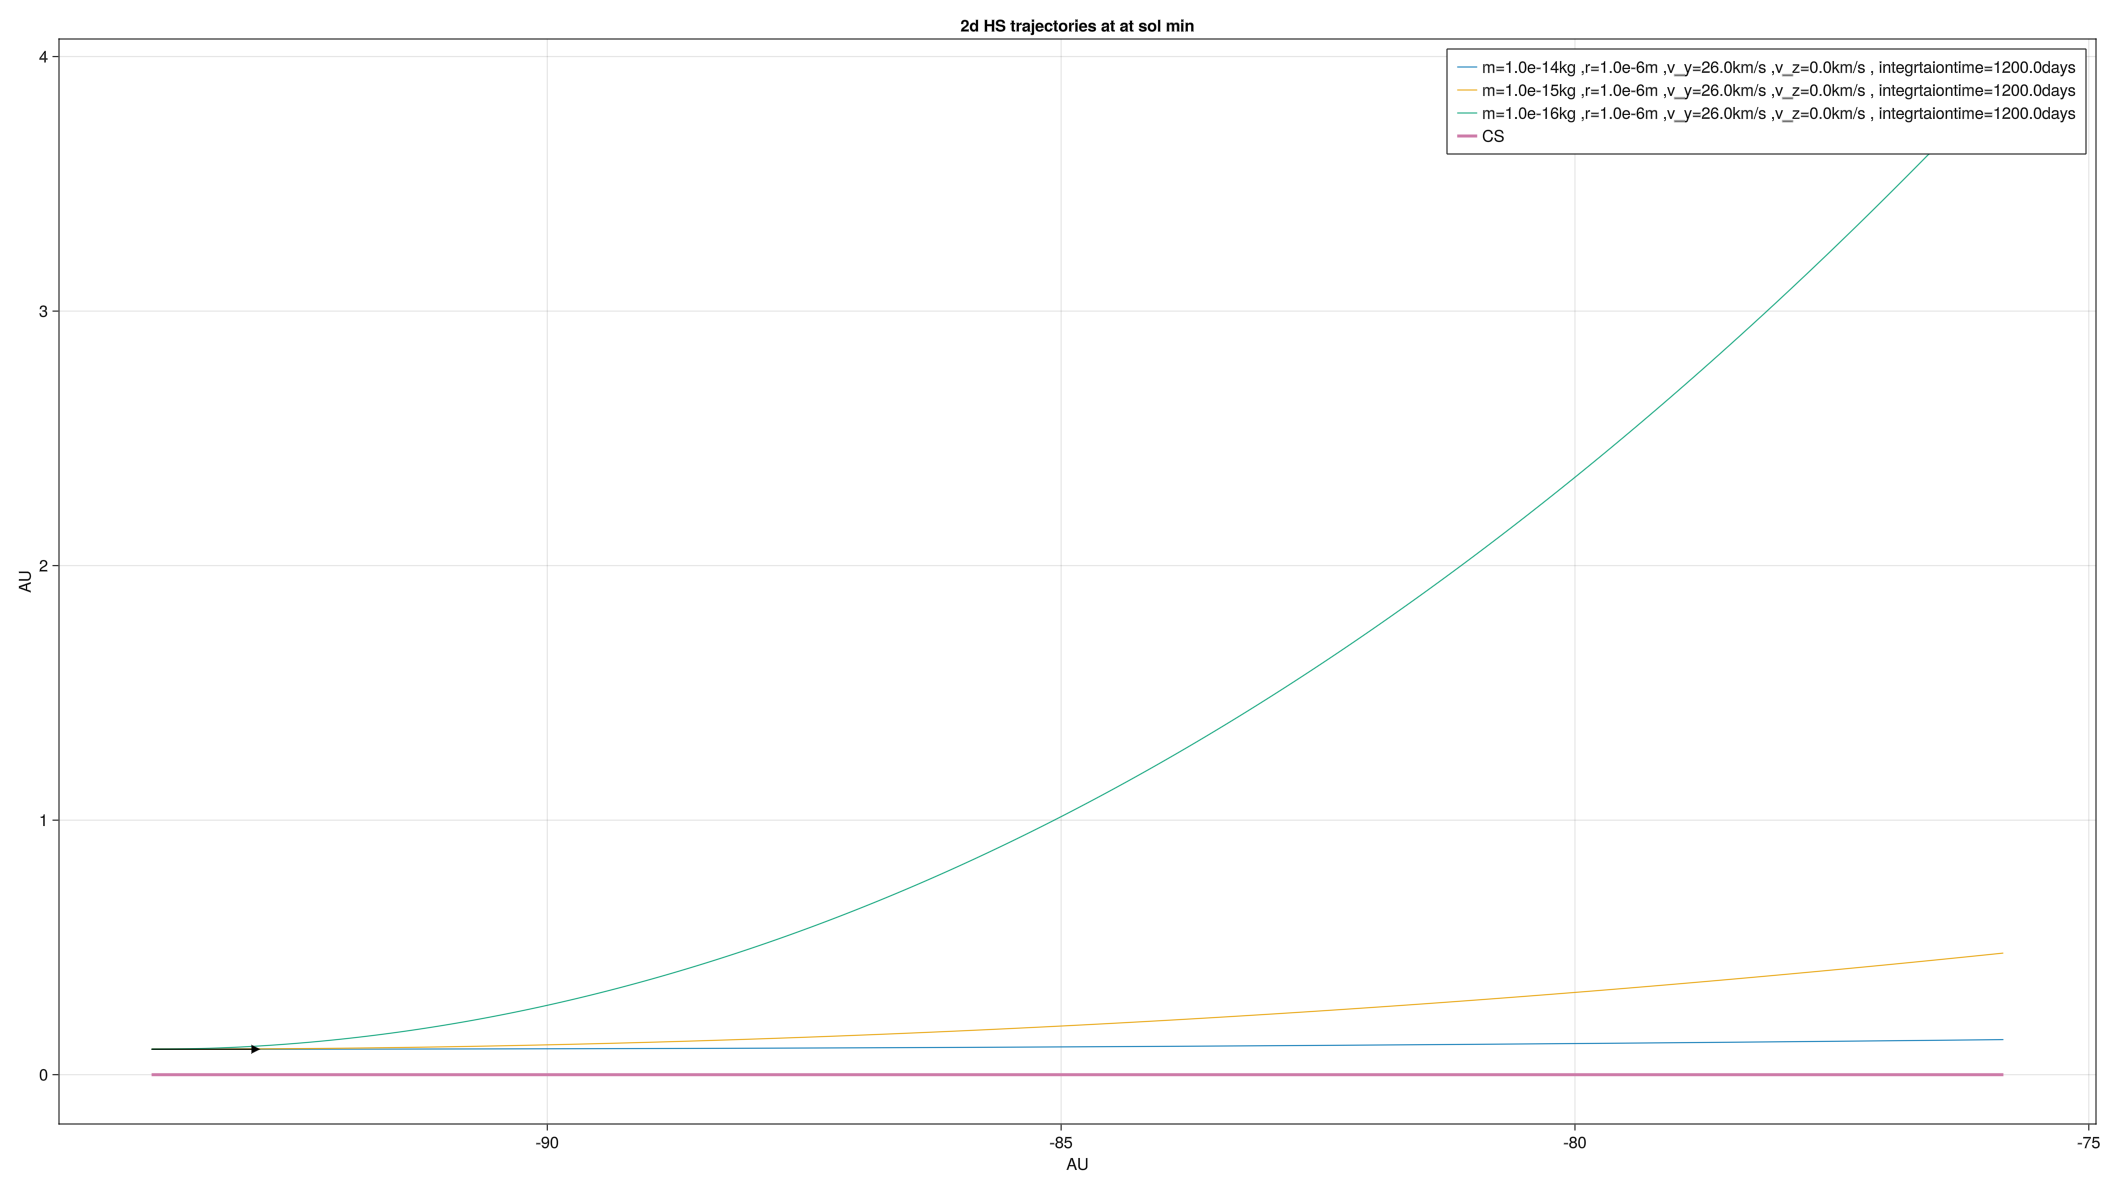 2d HS trajectories at at sol min
m=1.0e-14kg ,r=1.0e-6m ,v_y=26.0km/s ,v_z=0.0km/s , integrtaiontime=1200.0days
m=1.0e-15kg ,r=1.0e-6m ,v_y=26.0km/s ,v_z=0.0km/s , integrtaiontime=1200.0days
m=1.0e-16kg ,r=1.0e-6m ,v_y=26.0km/s ,v_z=0.0km/s , integrtaiontime=1200.0days
CS
4
3
2
1
0
AU
-90
-85
-80
-75
AU